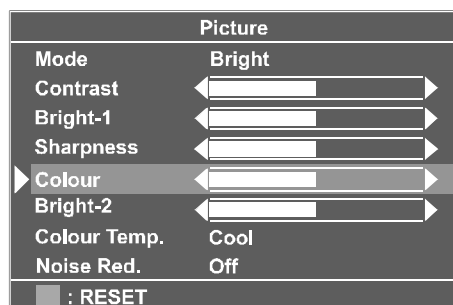 Picture
Mode Bright
Contrast
Bright-1
Sharpness
Colour
Bright-2
Colour Temp. Cool
Noise Red. Off
: RESET